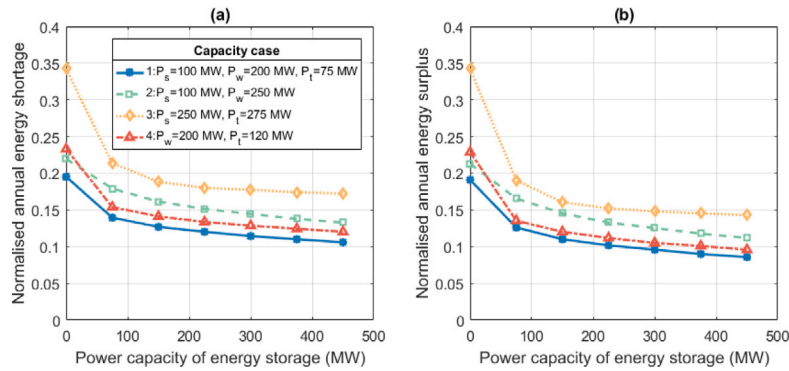 (a)
Normalised annual energy shortage
0.4
0.35
0.3
0.25
0.2
0.15
0.1
0.05
0
Capacity case
1:Ps=100 MW, Pw=200 MW, Pt=75 MW
2:Ps=100 MW, Pw=250 MW
3:Ps=250 MW, Pt=275 MW
4:Pw=200 MW, Pt=120 MW
0 100 200 300 400 500
Power capacity of energy storage (MW)
(b)
Normalised annual energy surplus
0.4
0.35
0.3
0.25
0.2
0.15
0.1
0.05
0
0 100 200 300 400 500
Power capacity of energy storage (MW)